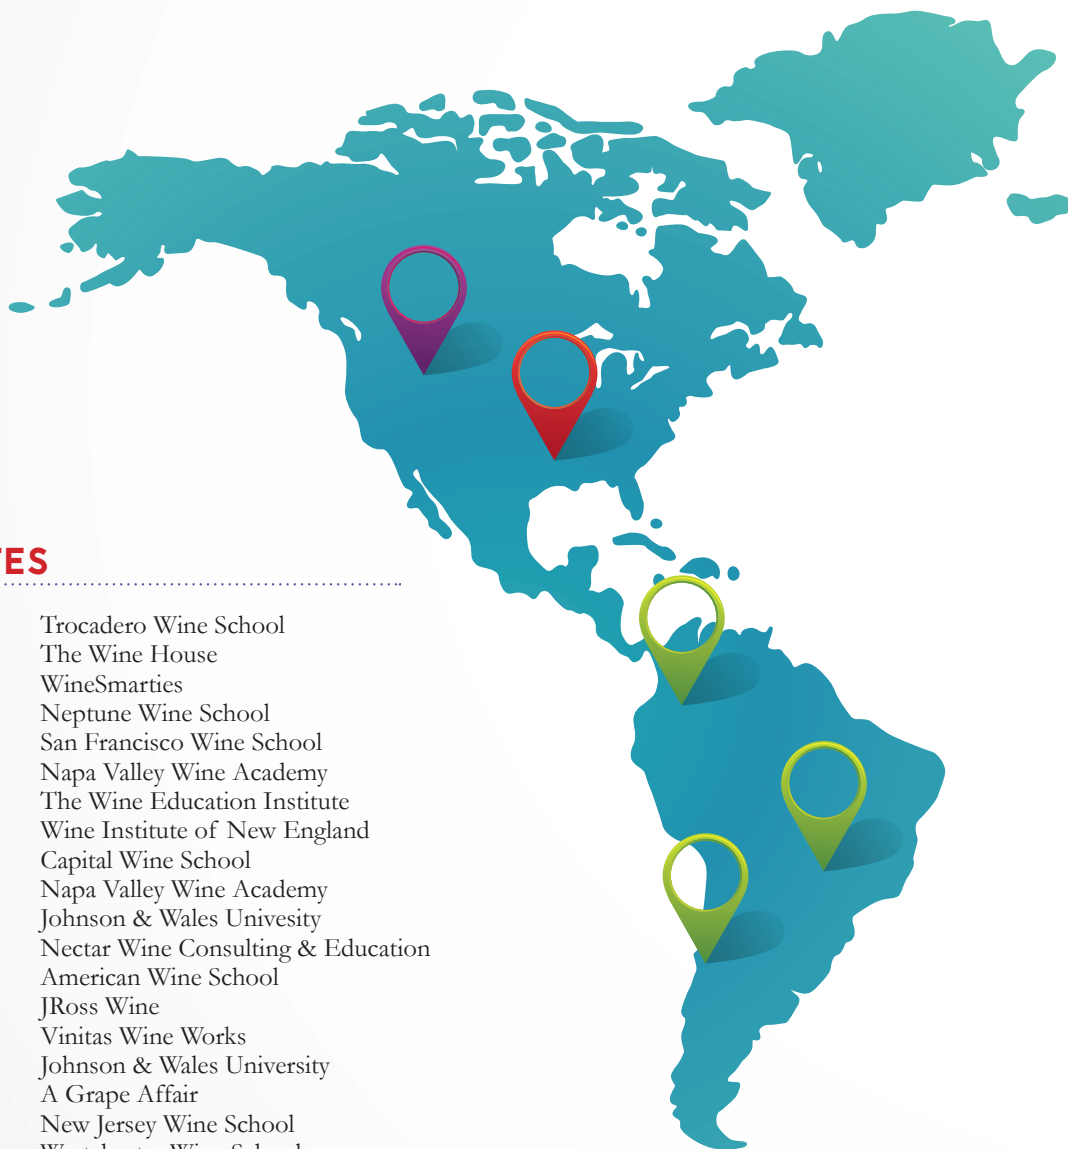 TES
Trocadero Wine School
The Wine House
WineSmarties
Neptune Wine School
San Francisco Wine School
Napa Valley Wine Academy
The Wine Education Institute
Wine Institute of New England
Capital Wine School
Napa Valley Wine Academy
Johnson & Wales Univesity
Nectar Wine Consulting & Education
American Wine School
JRoss Wine
Vinitas Wine Works
Johnson & Wales University
A Grape Affair
New Jersey Wine School